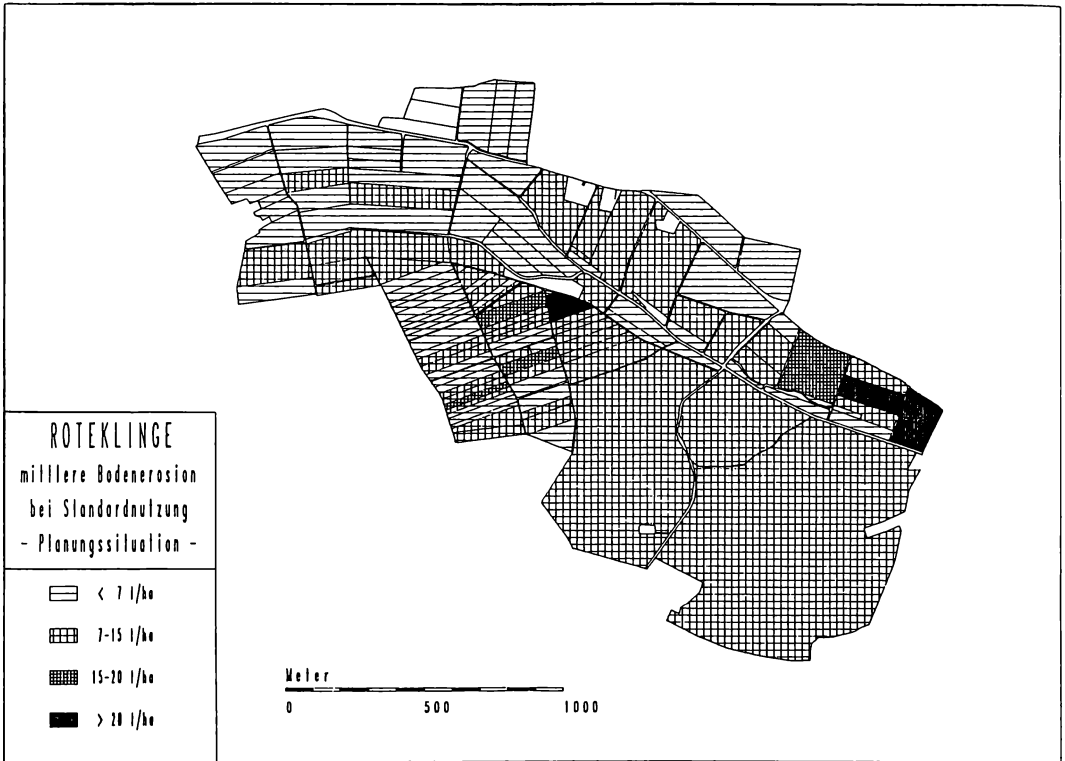 ROTEKLINGE
mittlere Bodenerosion
bei Standardnutzung
- Planungssituation -
< 7 t/ha
7-15 t/ha
15-20 t/ha
> 20 t/ha
Meter
0 500 1000